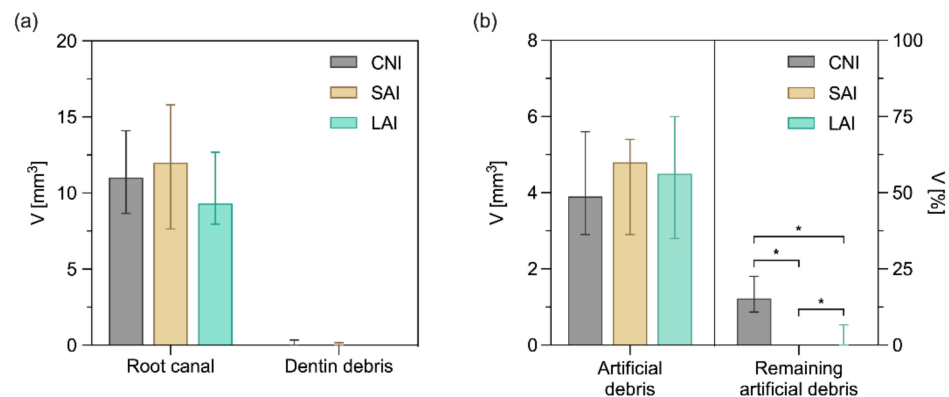 (a)
20
15
10
5
0
V [mm³]
CNI
SAI
LAI
Root canal
Dentin debris
(b)
8
6
4
2
0
V [mm³]
100
75
50
25
0
V [%]
CNI
SAI
LAI
*
*
*
Artificial
debris
Remaining
artificial debris